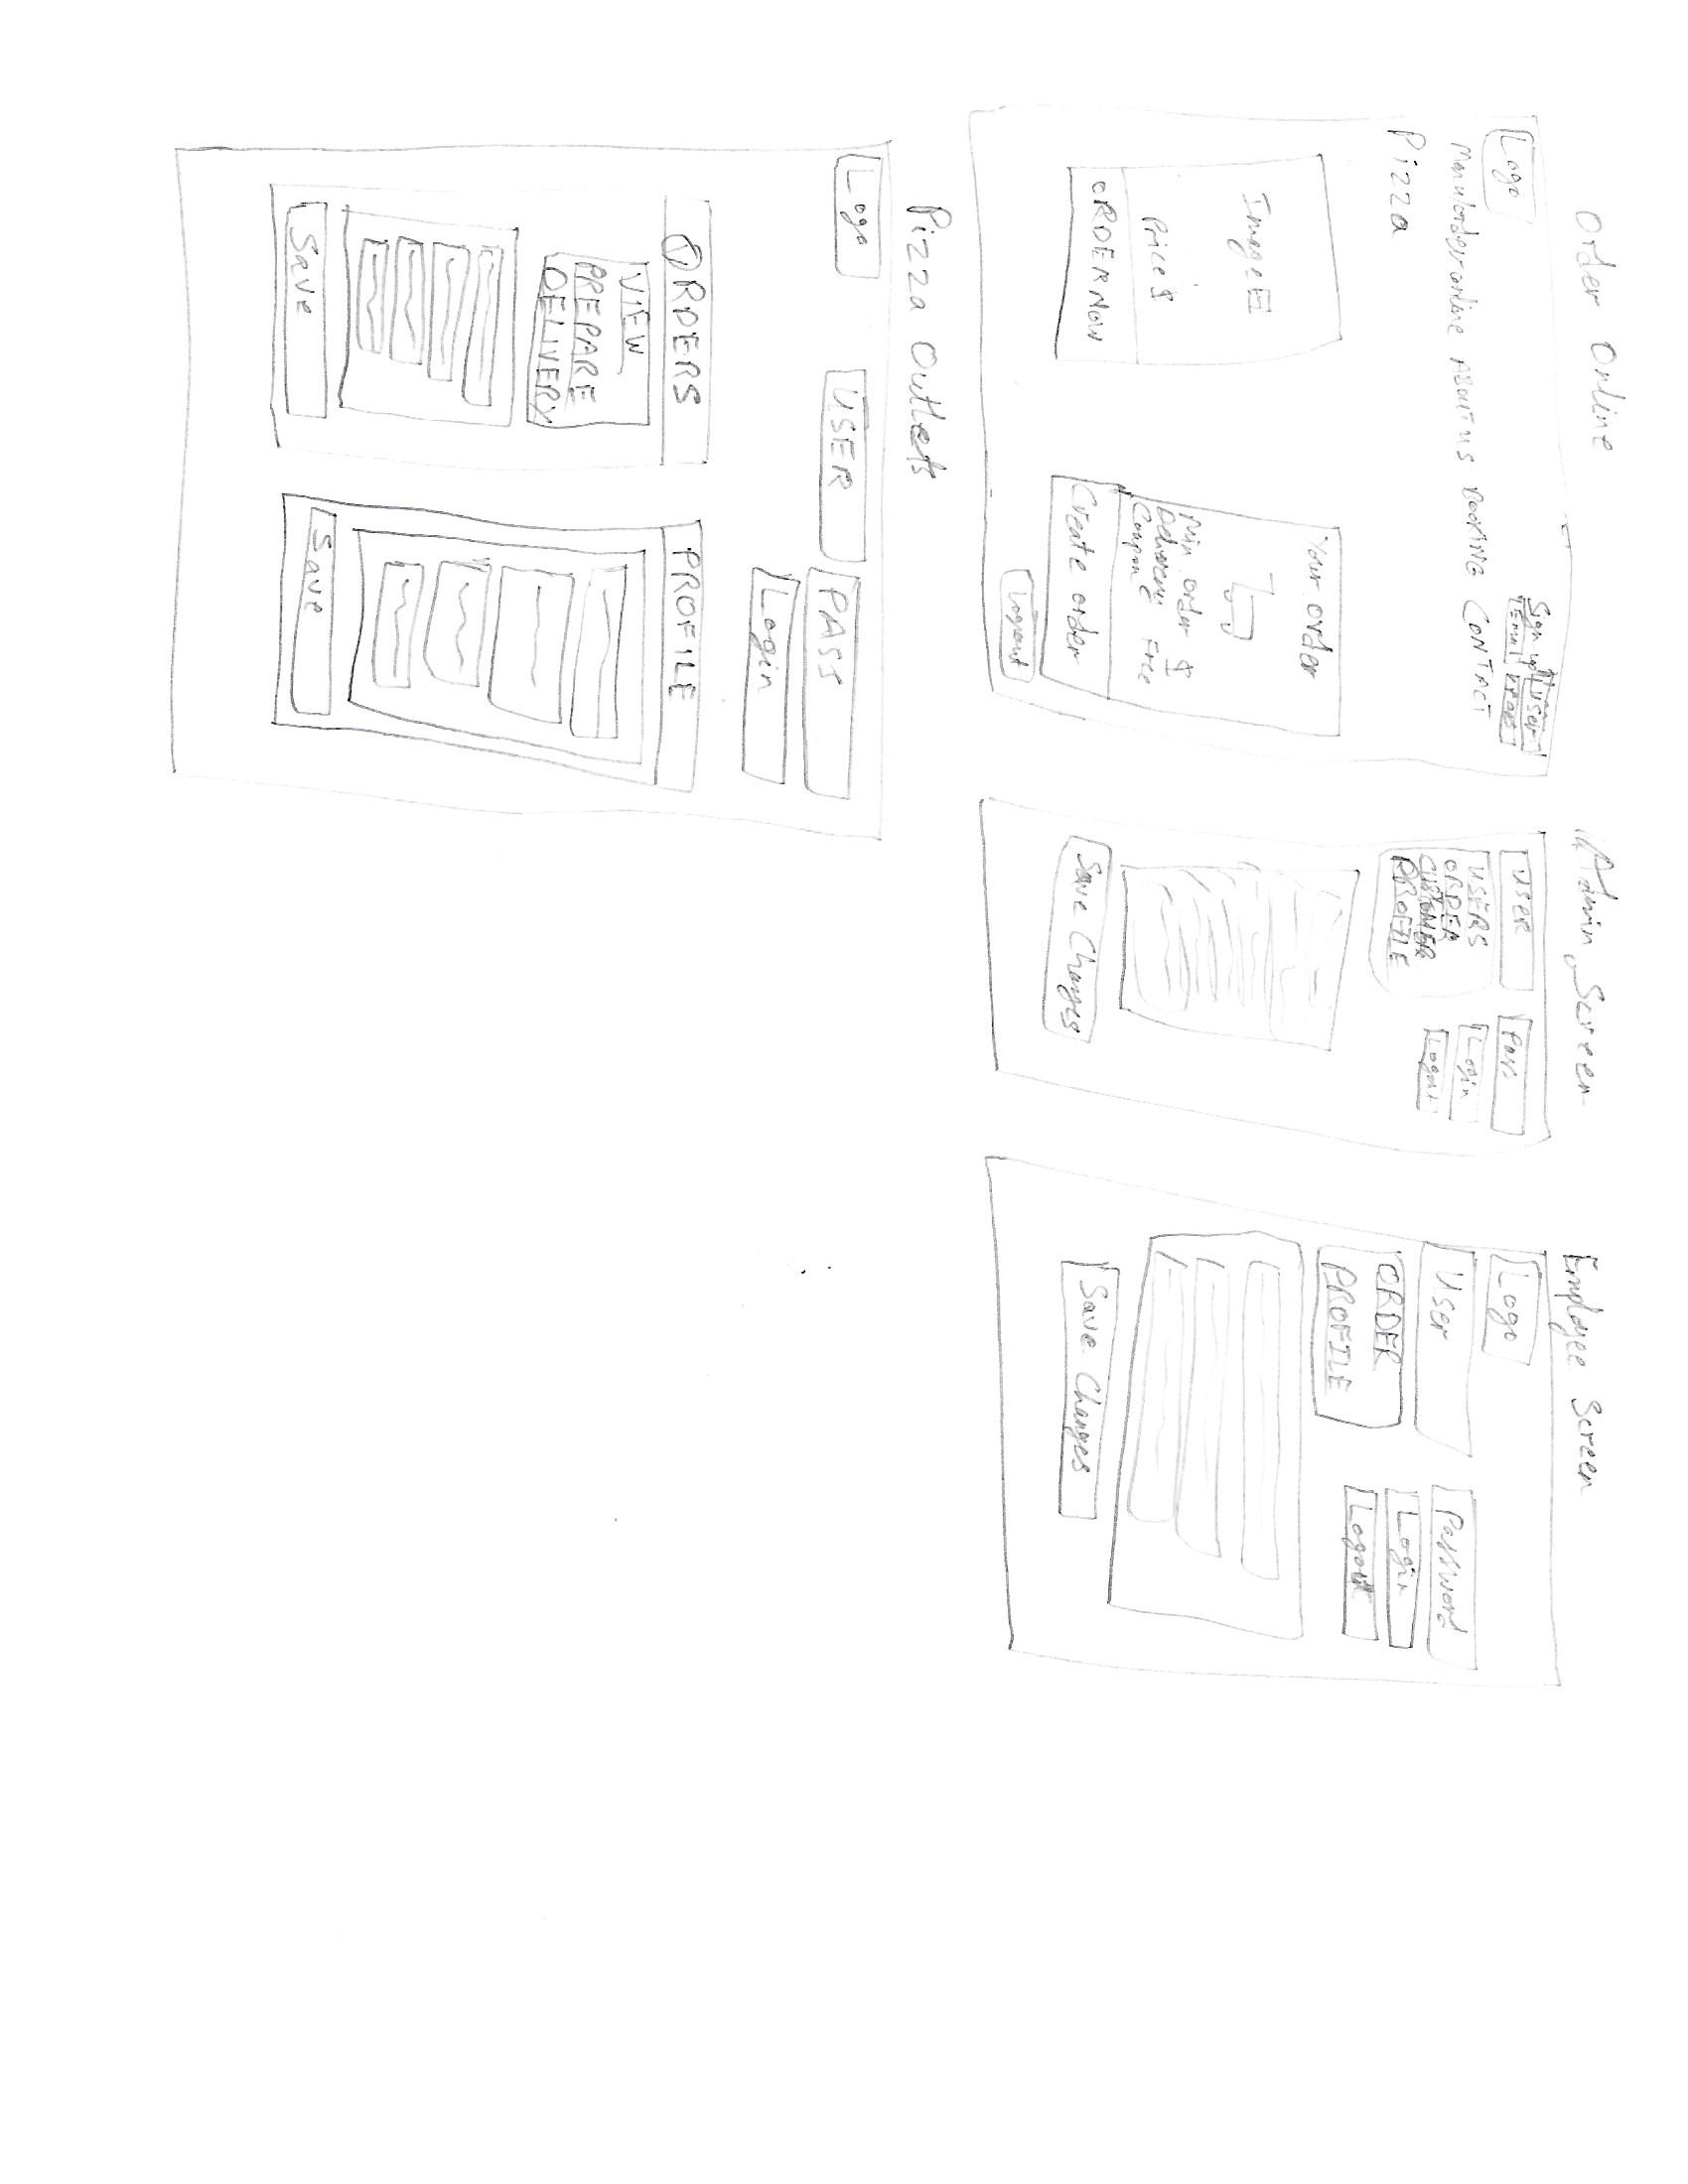 Order Online
Logo
Sign up User
Email Pass
Menu/order online ABOUT US BOOKING CONTACT
Pizza
Image
Price $
ORDER NOW
Your order
Min order $
Delivery Free
Coupon
Create order
Logout
Admin Screen
USER Pass
USERS Login
ORDER Logout
CUSTOMER
PROFILE
Save Changes
Employee Screen
Logo
User Password
ORDER Login
PROFILE Logout
Save Changes
Pizza Outlets
Logo USER PASS
Login
ORDERS
VIEW
PREPARE
DELIVERY
Save
PROFILE
Save